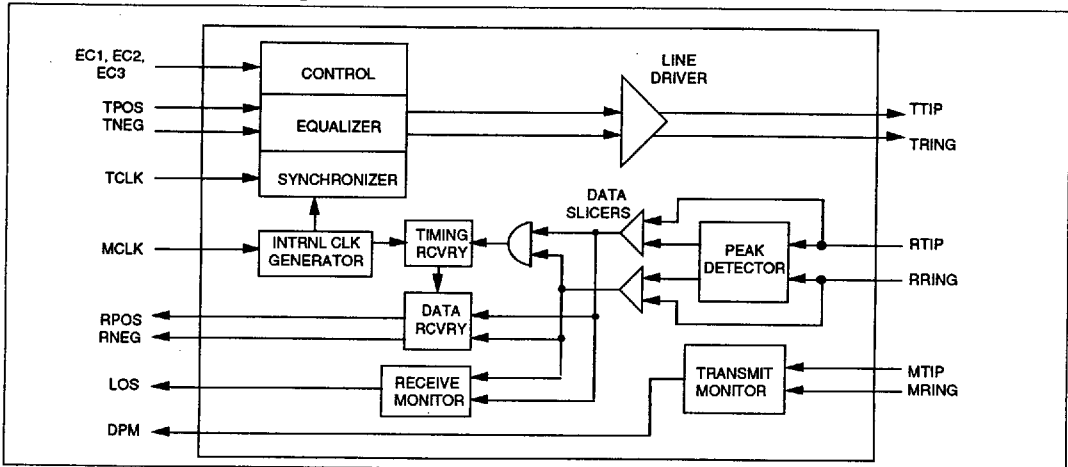 EC1, EC2,
EC3
TPOS
TNEG
TCLK
MCLK
RPOS
RNEG
LOS
DPM
CONTROL
EQUALIZER
SYNCHRONIZER
INTRNL CLK
GENERATOR
TIMING
RCVRY
DATA
RCVRY
RECEIVE
MONITOR
LINE
DRIVER
DATA
SLICERS
PEAK
DETECTOR
TRANSMIT
MONITOR
TTIP
TRING
RTIP
RRING
MTIP
MRING